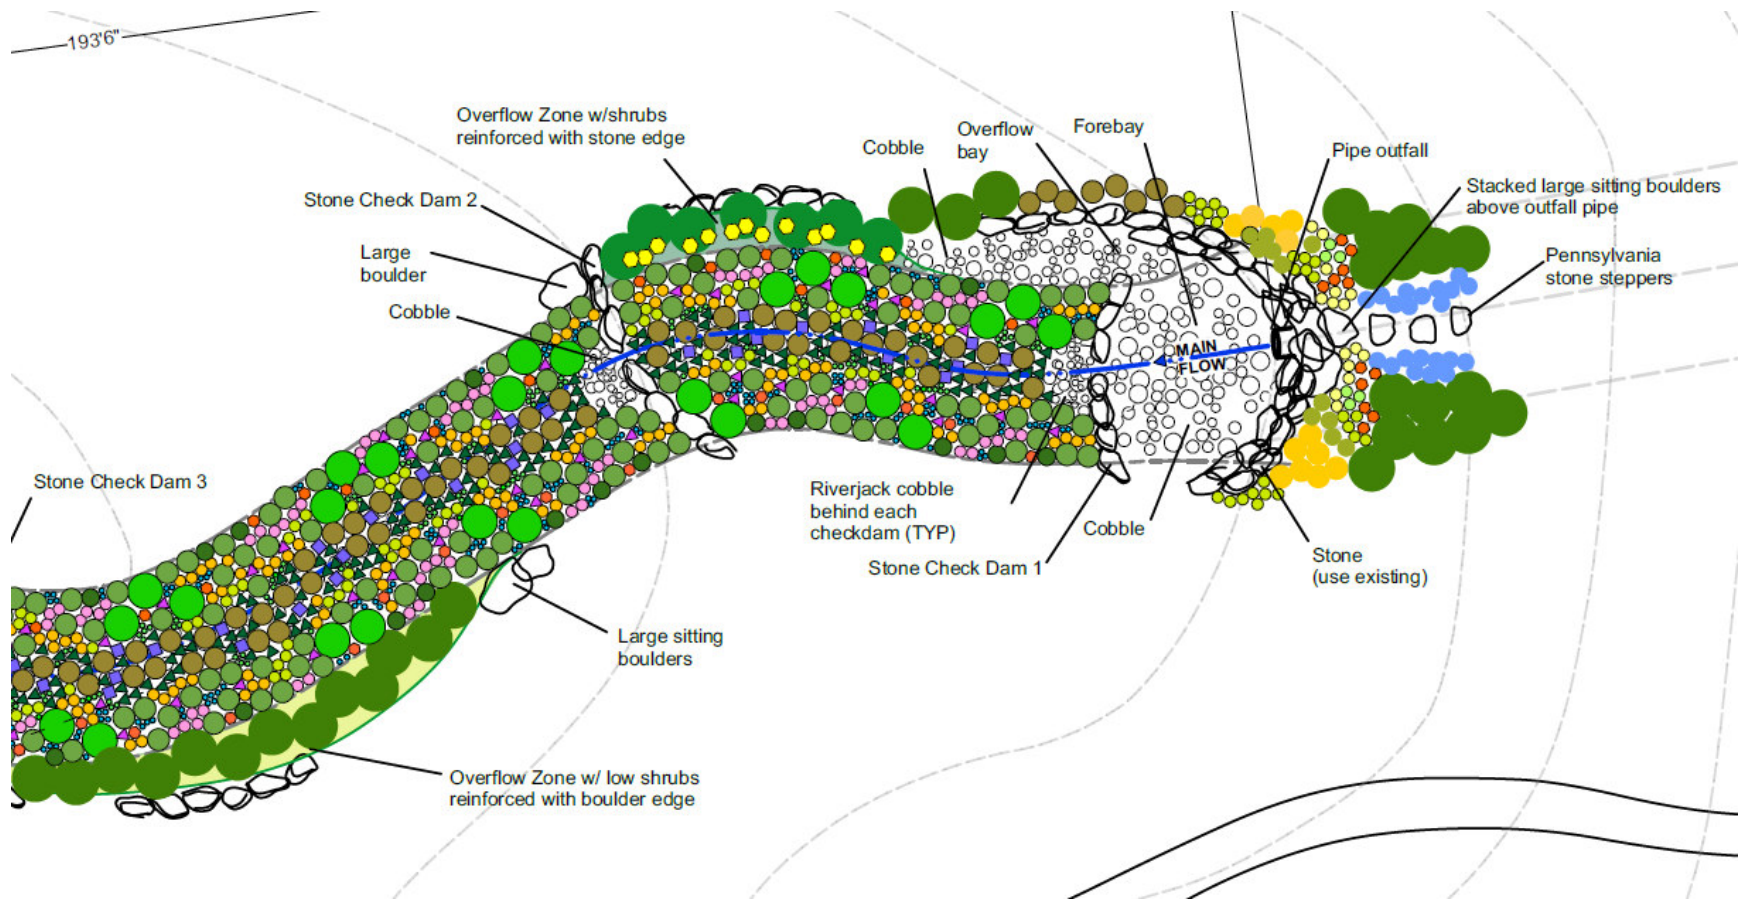 193'6"
Overflow Zone w/shrubs
reinforced with stone edge
Stone Check Dam 2
Large
boulder
Cobble
Stone Check Dam 3
Cobble
Overflow
bay
Forebay
Pipe outfall
Stacked large sitting boulders
above outfall pipe
Pennsylvania
stone steppers
MAIN
FLOW
Riverjack cobble
behind each
checkdam (TYP)
Stone Check Dam 1
Cobble
Stone
(use existing)
Large sitting
boulders
Overflow Zone w/ low shrubs
reinforced with boulder edge